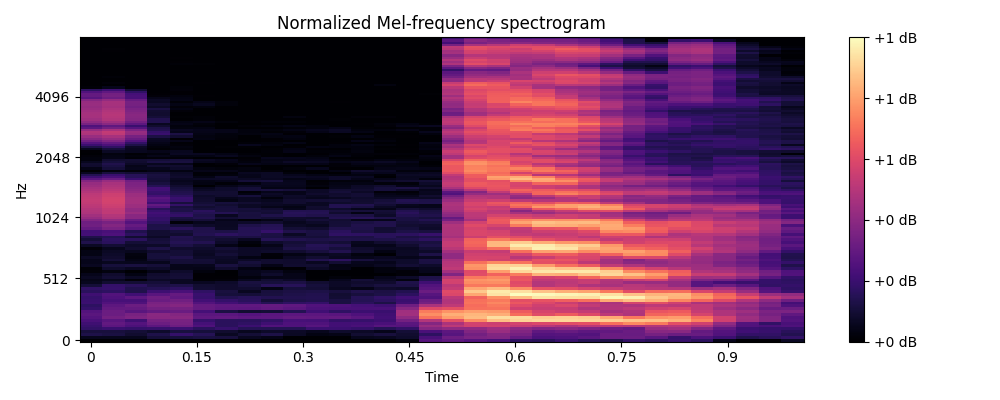 Normalized Mel-frequency spectrogram
Hz
4096
2048
1024
512
0
0 0.15 0.3 0.45 0.6 0.75 0.9
Time
+1 dB
+1 dB
+1 dB
+0 dB
+0 dB
+0 dB